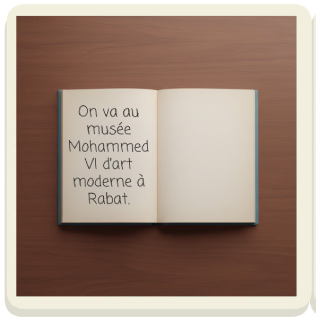 On va au
musée
Mohammed
VI d'art
moderne à
Rabat.